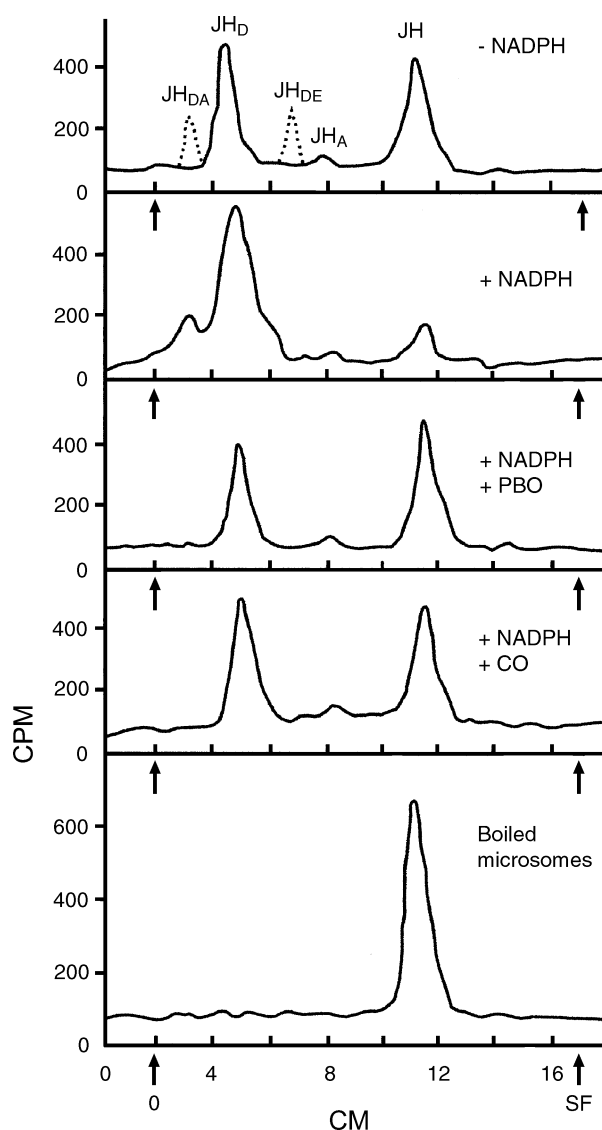 JH_D
JH
- NADPH
JH_DA
JH_DE
JH_A
400
200
0
+ NADPH
400
200
0
+ NADPH
+ PBO
400
200
0
+ NADPH
+ CO
400
200
0
Boiled
microsomes
600
400
200
0
CPM
0 4 8 12 16
0 SF
CM